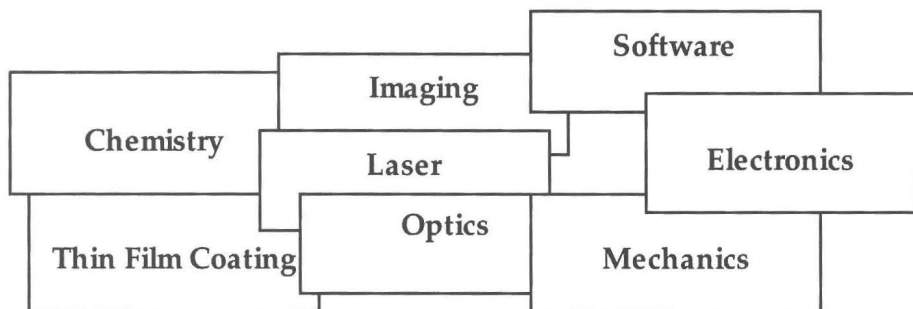 Software
Imaging
Chemistry
Electronics
Laser
Optics
Thin Film Coating
Mechanics